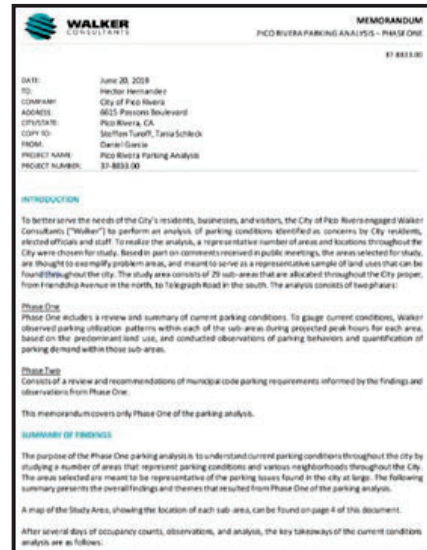 WALKER
CONSULTANTS
MEMORANDUM
PICO RIVERA PARKING ANALYSIS – PHASE ONE
37-8833.00
DATE: June 20, 2019
TO: Hector Hernandez
COMPANY: City of Pico Rivera
ADDRESS: 6615 Passons Boulevard
CITY/STATE: Pico Rivera, CA
COPY TO: Steffen Turoff, Tania Schleck
FROM: Daniel Garcia
PROJECT NAME: Pico Rivera Parking Analysis
PROJECT NUMBER: 37-8833.00
INTRODUCTION
To better serve the needs of the City's residents, businesses, and visitors, the City of Pico Rivera engaged Walker
Consultants ("Walker") to perform an analysis of parking conditions identified as concerns by City residents,
elected officials and staff. To realize the analysis, a representative number of areas and locations throughout the
City were chosen for study. Based in part on comments received in public meetings, the areas selected for study,
are thought to exemplify problem areas, and meant to serve as a representative sample of land uses that can be
found throughout the city. The study area consists of 29 sub-areas that are allocated throughout the City proper,
from Friendship Avenue in the north, to Telegraph Road in the south. The analysis consists of two phases:
Phase One
Phase One includes a review and summary of current parking conditions. To gauge current conditions, Walker
observed parking utilization patterns within each of the sub-areas during projected peak hours for each area,
based on the predominant land use, and conducted observations of parking behaviors and quantification of
parking demand within those sub-areas.
Phase Two
Consists of a review and recommendations of municipal code parking requirements informed by the findings and
observations from Phase One.
This memorandum covers only Phase One of the parking analysis.
SUMMARY OF FINDINGS
The purpose of the Phase One parking analysis is to understand current parking conditions throughout the city by
studying a number of areas that represent parking conditions and various neighborhoods throughout the City.
The areas selected are meant to be representative of the parking issues found in the city at large. The following
summary presents the overall findings and themes that resulted from Phase One of the parking analysis.
A map of the Study Area, showing the location of each sub-area, can be found on page 4 of this document.
After several days of occupancy counts, observations, and analysis, the key takeaways of the current conditions
analysis are as follows: